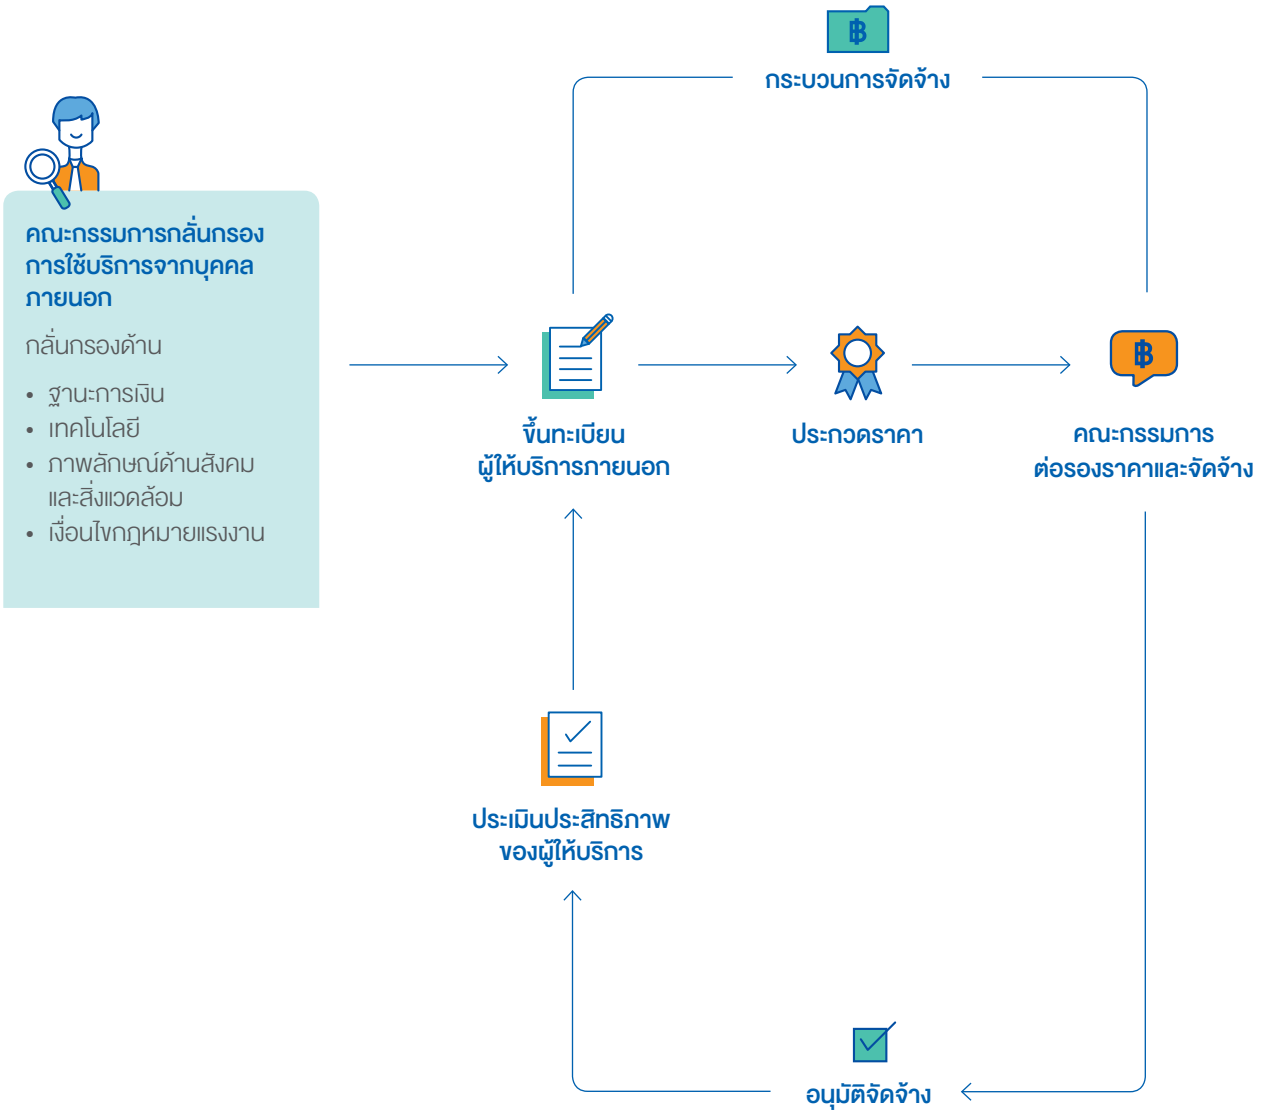 ฿
กระบวนการจัดจ้าง
คณะกรรมการกลั่นกรอง
การใช้บริการจากบุคคล
ภายนอก
กลั่นกรองด้าน
• ฐานะการเงิน
• เทคโนโลยี
• ภาพลักษณ์ด้านสังคม
และสิ่งแวดล้อม
• เงื่อนไขกฎหมายแรงงาน
ขึ้นทะเบียน
ผู้ให้บริการภายนอก
ประกวดราคา
฿
คณะกรรมการ
ต่อรองราคาและจัดจ้าง
ประเมินประสิทธิภาพ
ของผู้ให้บริการ
อนุมัติจัดจ้าง